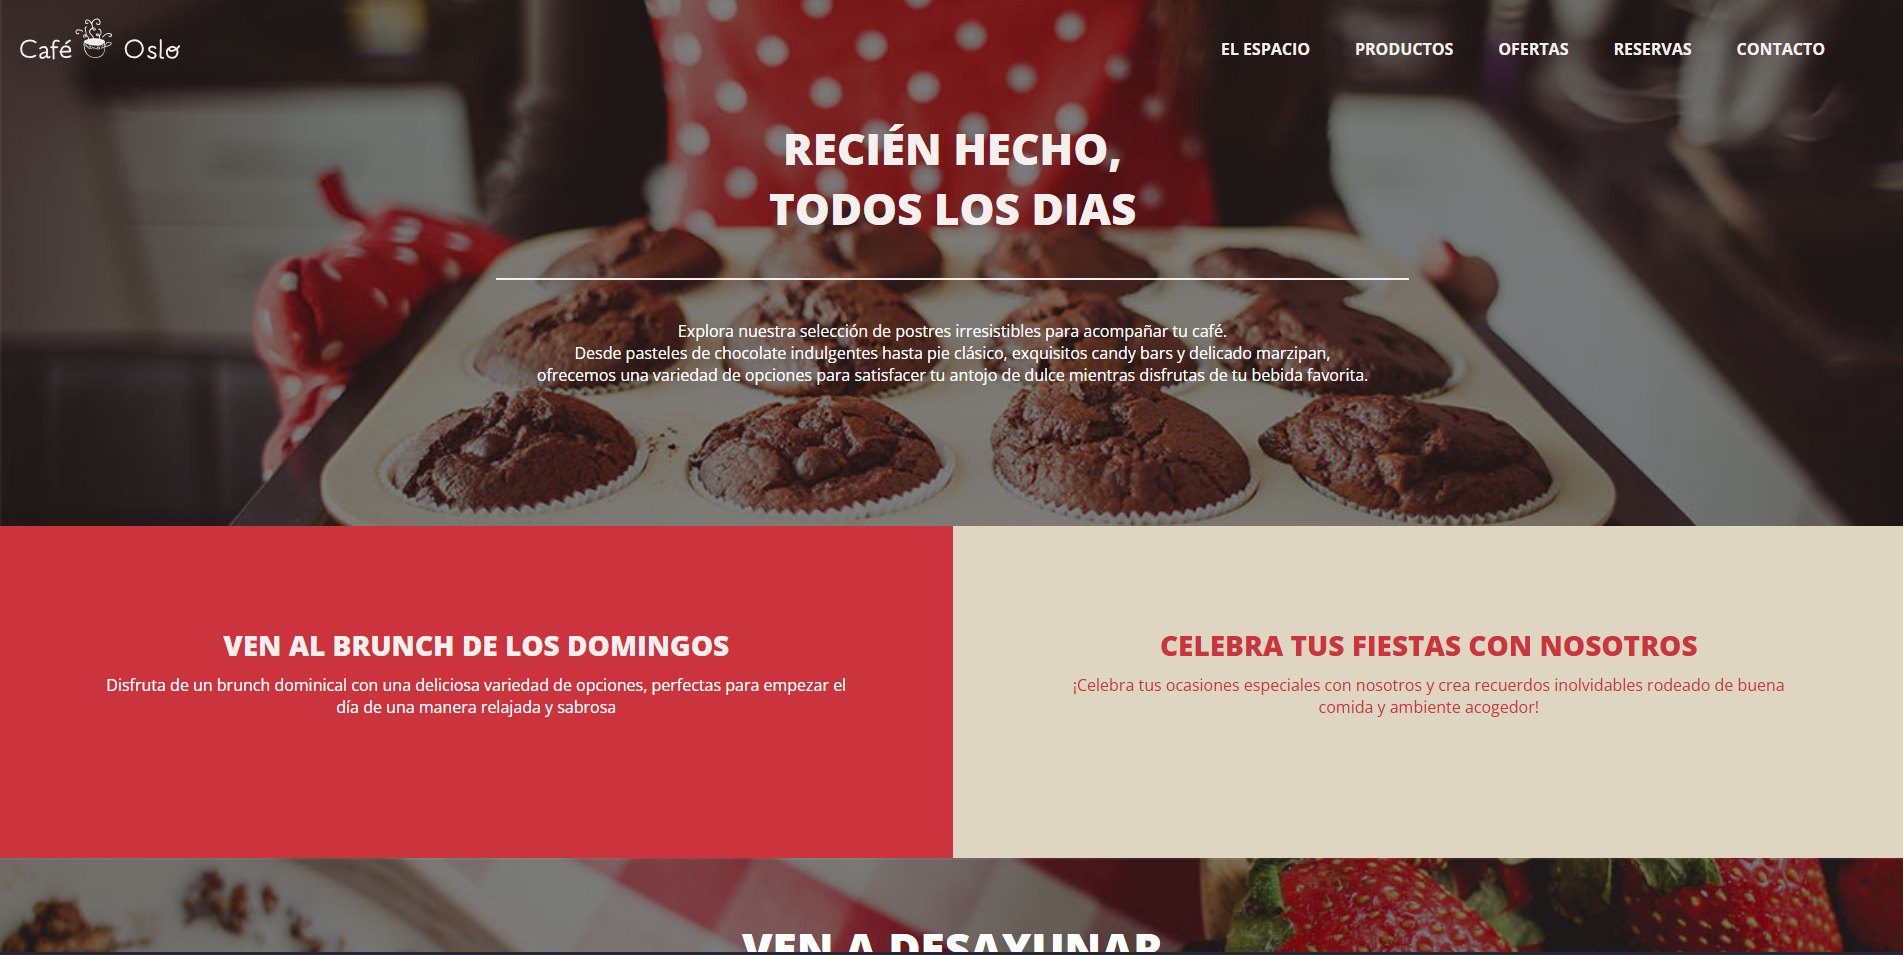 Café Oslo
EL ESPACIO PRODUCTOS OFERTAS RESERVAS CONTACTO
RECIÉN HECHO,
TODOS LOS DIAS
Explora nuestra selección de postres irresistibles para acompañar tu café.
Desde pasteles de chocolate indulgentes hasta pie clásico, exquisitos candy bars y delicado marzipan,
ofrecemos una variedad de opciones para satisfacer tu antojo de dulce mientras disfrutas de tu bebida favorita.
VEN AL BRUNCH DE LOS DOMINGOS
Disfruta de un brunch dominical con una deliciosa variedad de opciones, perfectas para empezar el
día de una manera relajada y sabrosa
CELEBRA TUS FIESTAS CON NOSOTROS
¡Celebra tus ocasiones especiales con nosotros y crea recuerdos inolvidables rodeado de buena
comida y ambiente acogedor!
VEN A DESAYUNAR